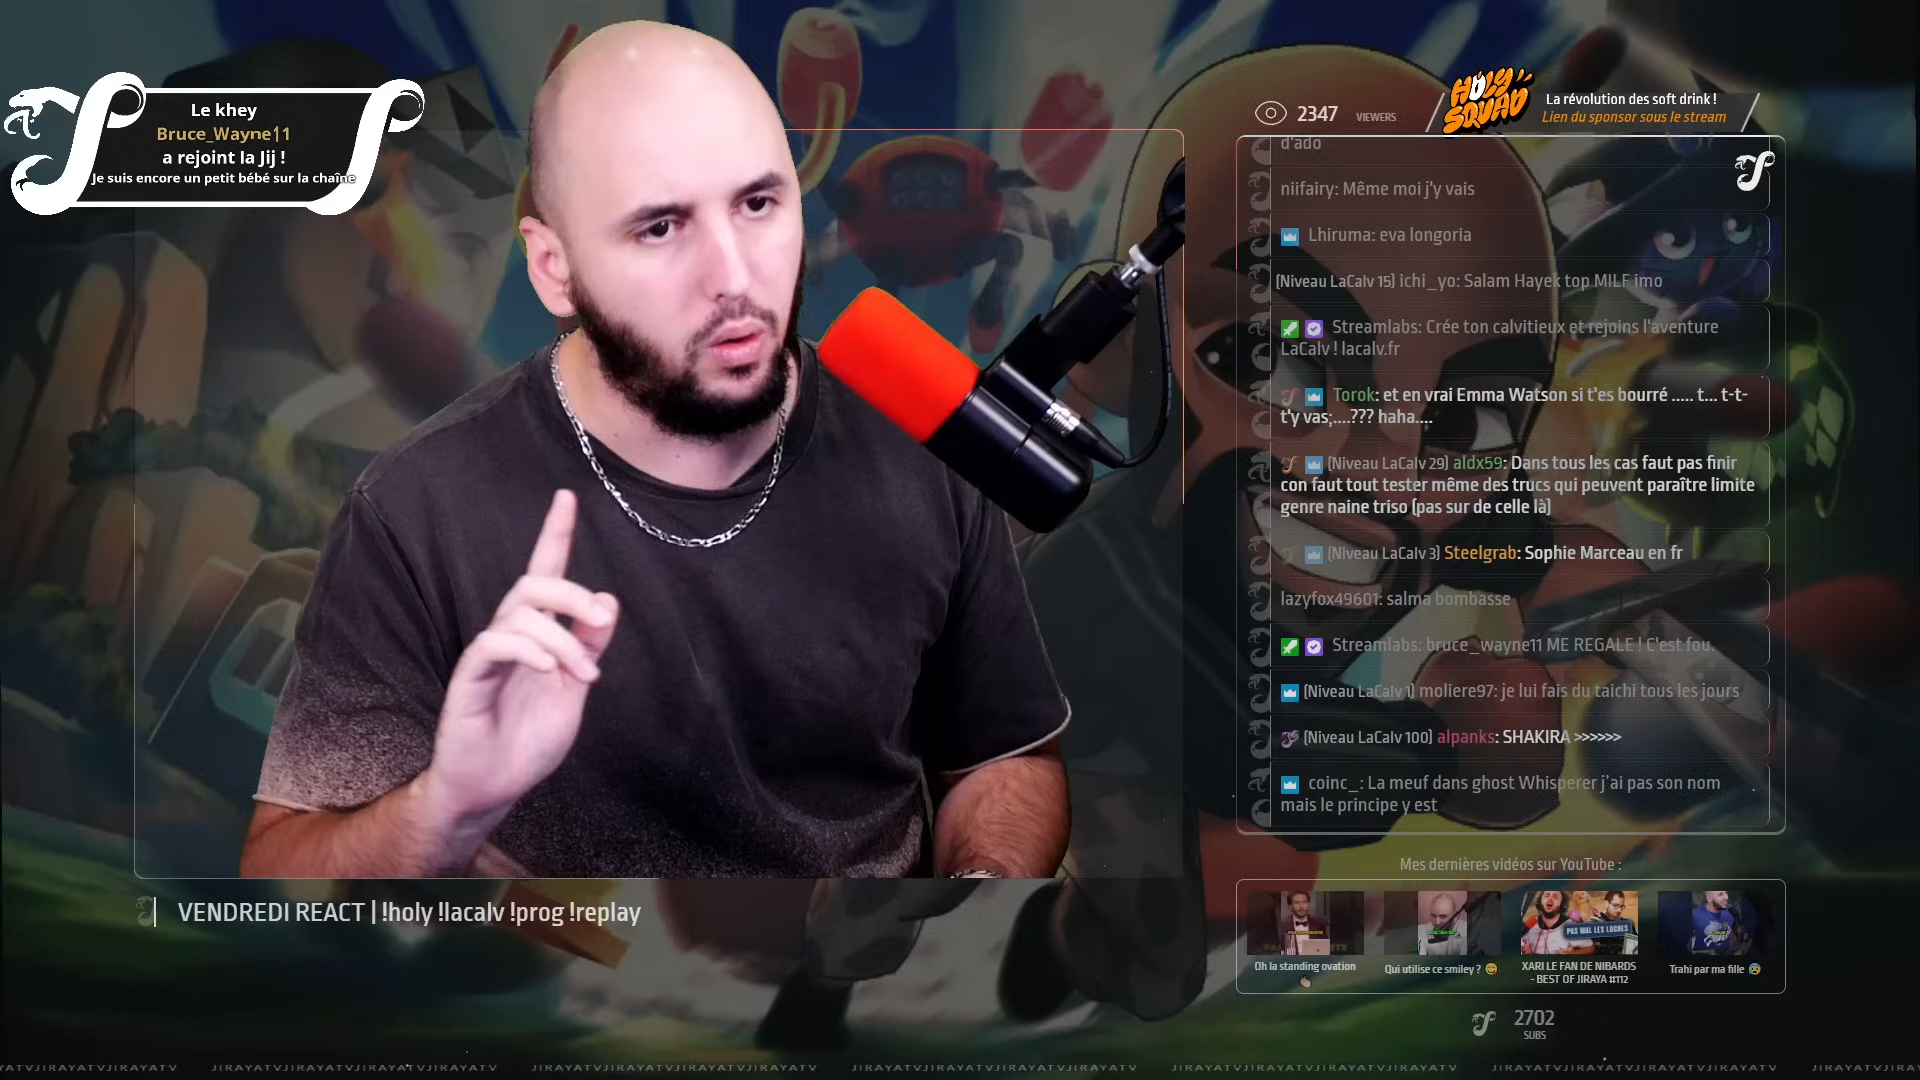 Le khey
Bruce_Wayne11
a rejoint la Jij !
Je suis encore un petit bébé sur la chaîne
2347 VIEWERS
HOLY SQUAD
La révolution des soft drink !
Lien du sponsor sous le stream
d'ado
niifairy: Même moi j'y vais
Lhiruma: eva longoria
[Niveau LaCalv 15] ichi_yo: Salam Hayek top MILF imo
Streamlabs: Crée ton calvitieux et rejoins l'aventure
LaCalv ! lacalv.fr
Torok: et en vrai Emma Watson si t'es bourré ..... t... t-t-
t'y vas;....??? haha....
[Niveau LaCalv 29] aldx59: Dans tous les cas faut pas finir
con faut tout tester même des trucs qui peuvent paraître limite
genre naine triso (pas sur de celle là)
[Niveau LaCalv 3] Steelgrab: Sophie Marceau en fr
lazyfox49601: salma bombasse
Streamlabs: bruce_wayne11 ME REGALE ! C'est fou.
[Niveau LaCalv 1] moliere97: je lui fais du taichi tous les jours
[Niveau LaCalv 100] alpanks: SHAKIRA >>>>>>
coinc_: La meuf dans ghost Whisperer j'ai pas son nom
mais le principe y est
Mes dernières vidéos sur YouTube :
PAS MAL LES LOCHES
Oh la standing ovation 👏
Qui utilise ce smiley ? 😄
XARI LE FAN DE NIBARDS
- BEST OF JIRAYA #112
Trahi par ma fille 😰
VENDREDI REACT | !holy !lacalv !prog !replay
2702
SUBS
YATVJIRAYATVJIRAYATV JIRAYATVJIRAYATVJIRAYATV JIRAYATVJIRAYATVJIRAYATV JIRAYATVJIRAYATVJIRAYATV JIRAYATVJIRAYATVJIRAYATV JIRAYATVJIRAYATVJIRAYATV JIRAYA